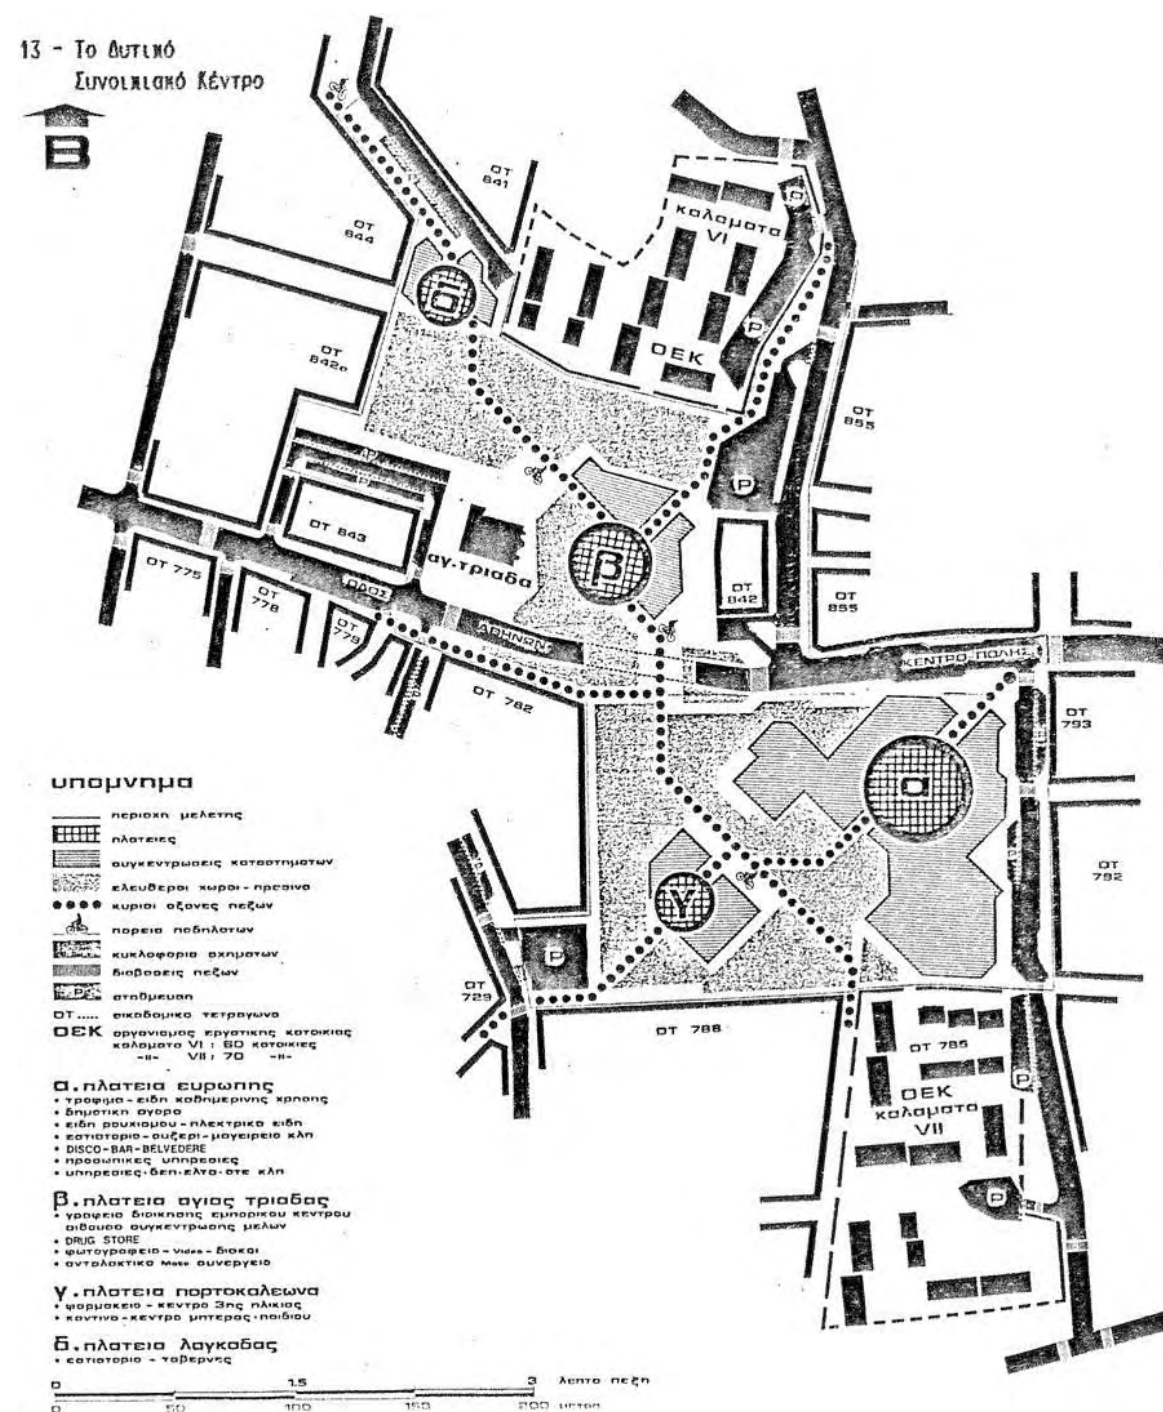 13 - Το Δυτικό
Συνοικιακό Κέντρο
Β
ΟΤ 841
ΟΤ 844
καλαματα VI
P
δ
P
ΟΕΚ
ΟΤ 842α
ΟΤ 855
P
P
ΟΤ 843
β
αγ.τριαδα
ΟΤ 775
ΟΤ 778
ΟΤ 779
ΟΔΟΣ
ΑΘΗΝΩΝ
ΟΤ 842
ΟΤ 855
ΚΕΝΤΡΟ ΠΟΛΗΣ
ΟΤ 782
ΟΤ 793
α
ΟΤ 792
γ
P
ΟΤ 729
ΟΤ 788
ΟΤ 785
P
ΟΕΚ
καλαματα
VII
P
υπομνημα
περιοχη μελετης
πλατειες
συγκεντρωσεις καταστηματων
ελευθεροι χωροι-πρασινο
κυριοι αξονες πεζων
πορεια ποδηλατων
κυκλοφορια οχηματων
διαβασεις πεζων
P σταθμευση
ΟΤ..... οικοδομικο τετραγωνο
ΟΕΚ οργανισμος εργατικης κατοικιας
καλαματα VI : 60 κατοικιες
-"- VII : 70 -"-
α.πλατεια ευρωπης
• τροφιμα-ειδη καθημερινης χρησης
• δημοτικη αγορα
• ειδη ρουχισμου-ηλεκτρικα ειδη
• εστιατοριο-ουζερι-μαγειρειο κλπ
• DISCO-BAR-BELVEDERE
• προσωπικες υπηρεσιες
• υπηρεσιες·δεη·ελτα·οτε κλπ
β.πλατεια αγιας τριαδας
• γραφεια διοικησης εμπορικου κεντρου
αιθουσα συγκεντρωσης μελων
• DRUG STORE
• φωτογραφειο-Video-δισκοι
• ανταλακτικα Moto συνεργειο
γ.πλατεια πορτοκαλεωνα
• φαρμακειο-κεντρο 3ης ηλικιας
• καντινα-κεντρο μητερας·παιδιου
δ.πλατεια λαγκαδας
• εστιατορια - ταβερνες
0 1.5 3 λεπτα πεζη
0 50 100 150 200 μετρα